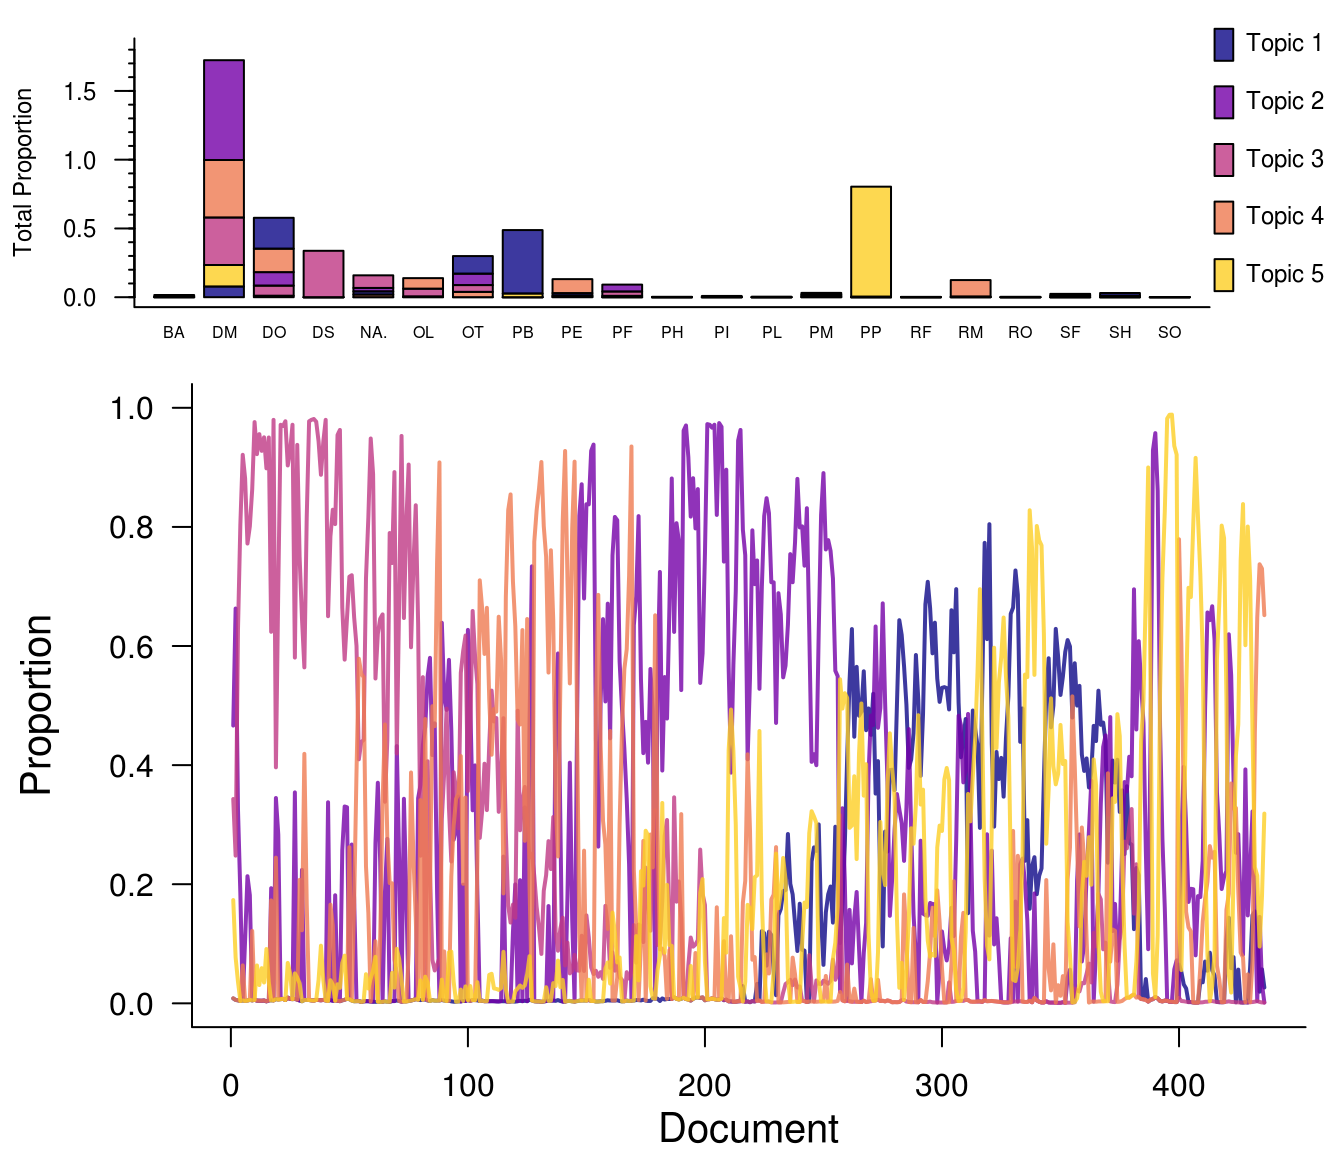 Topic 1
Topic 2
Topic 3
Topic 4
Topic 5
Total Proportion
1.5
1.0
0.5
0.0
BA DM DO DS NA. OL OT PB PE PF PH PI PL PM PP RF RM RO SF SH SO
Proportion
1.0
0.8
0.6
0.4
0.2
0.0
0 100 200 300 400
Document